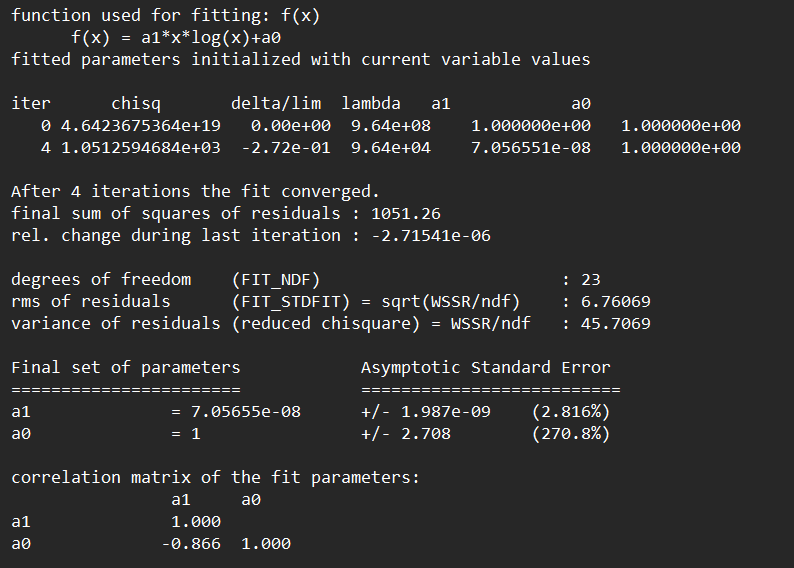 function used for fitting: f(x)
f(x) = a1*x*log(x)+a0
fitted parameters initialized with current variable values
iter chisq delta/lim lambda a1 a0
0 4.6423675364e+19 0.00e+00 9.64e+08 1.000000e+00 1.000000e+00
4 1.0512594684e+03 -2.72e-01 9.64e+04 7.056551e-08 1.000000e+00
After 4 iterations the fit converged.
final sum of squares of residuals : 1051.26
rel. change during last iteration : -2.71541e-06
degrees of freedom (FIT_NDF) : 23
rms of residuals (FIT_STDFIT) = sqrt(WSSR/ndf) : 6.76069
variance of residuals (reduced chisquare) = WSSR/ndf : 45.7069
Final set of parameters Asymptotic Standard Error
======================= ==========================
a1 = 7.05655e-08 +/- 1.987e-09 (2.816%)
a0 = 1 +/- 2.708 (270.8%)
correlation matrix of the fit parameters:
a1 a0
a1 1.000
a0 -0.866 1.000